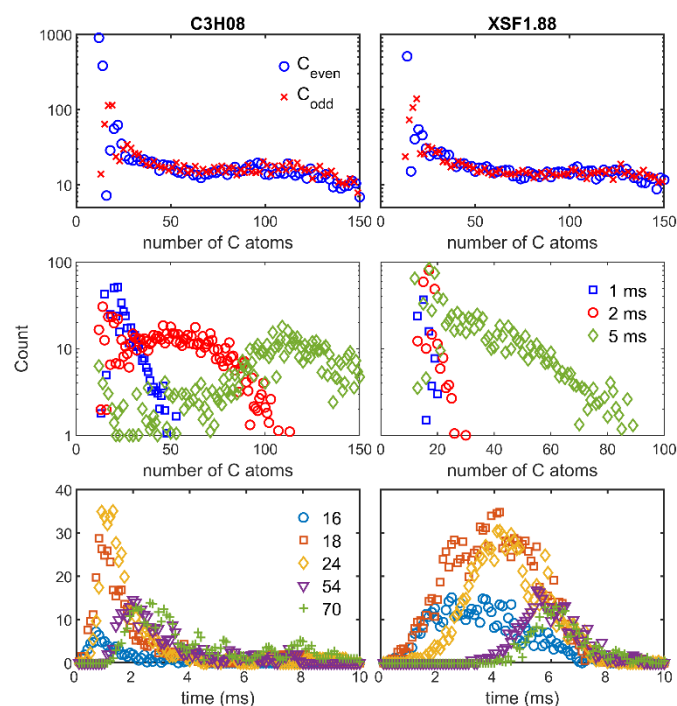 C3H08 XSF1.88
1000
100
10
C_even
C_odd
50 100 150
50 100 150
number of C atoms number of C atoms
100
10
1
Count
1 ms
2 ms
5 ms
0 50 100 150
0 20 40 60 80 100
number of C atoms number of C atoms
40
30
20
10
0
16
18
24
54
70
0 2 4 6 8 10
0 2 4 6 8 10
time (ms) time (ms)